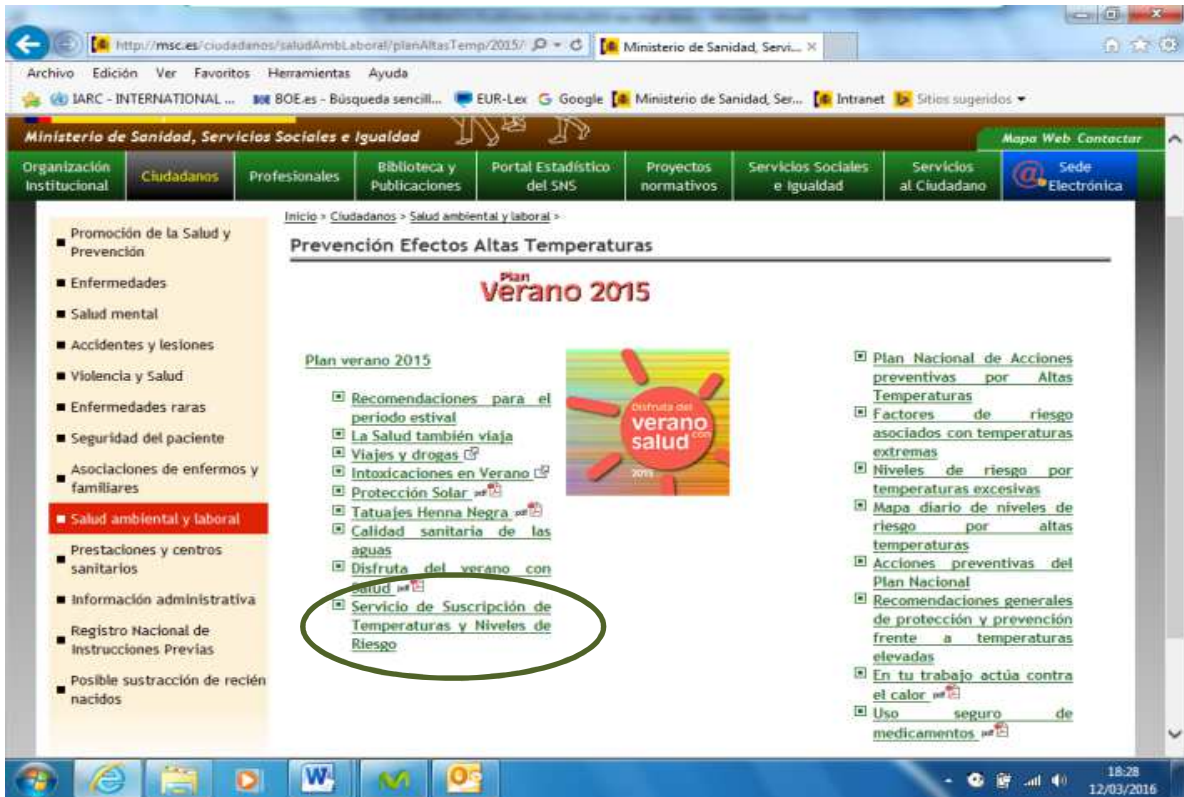 http://msc.es/ciudadanos/saludAmbLaboral/planAltasTemp/2015/
Ministerio de Sanidad, Servi...
Archivo Edición Ver Favoritos Herramientas Ayuda
IARC - INTERNATIONAL ... BOE.es - Búsqueda sencill... EUR-Lex Google Ministerio de Sanidad, Ser... Intranet Sitios sugeridos
Ministerio de Sanidad, Servicios Sociales e Igualdad
Mapa Web Contactar
Organización Institucional
Ciudadanos
Profesionales
Biblioteca y Publicaciones
Portal Estadístico del SNS
Proyectos normativos
Servicios Sociales e Igualdad
Servicios al Ciudadano
@ Sede Electrónica
Promoción de la Salud y
Prevención
Enfermedades
Salud mental
Accidentes y lesiones
Violencia y Salud
Enfermedades raras
Seguridad del paciente
Asociaciones de enfermos y
familiares
Salud ambiental y laboral
Prestaciones y centros
sanitarios
Información administrativa
Registro Nacional de
Instrucciones Previas
Posible sustracción de recién
nacidos
Inicio > Ciudadanos > Salud ambiental y laboral >
Prevención Efectos Altas Temperaturas
Plan
Verano 2015
Plan verano 2015
Recomendaciones para el
periodo estival
La Salud también viaja
Viajes y drogas
Intoxicaciones en Verano
Protección Solar pdf
Tatuajes Henna Negra pdf
Calidad sanitaria de las
aguas
Disfruta del verano con
Salud pdf
Servicio de Suscripción de
Temperaturas y Niveles de
Riesgo
Disfruta del
verano
con
salud
2015
Plan Nacional de Acciones
preventivas por Altas
Temperaturas
Factores de riesgo
asociados con temperaturas
extremas
Niveles de riesgo por
temperaturas excesivas
Mapa diario de niveles de
riesgo por altas
temperaturas
Acciones preventivas del
Plan Nacional
Recomendaciones generales
de protección y prevención
frente a temperaturas
elevadas
En tu trabajo actúa contra
el calor pdf
Uso seguro de
medicamentos pdf
18:28
12/03/2016